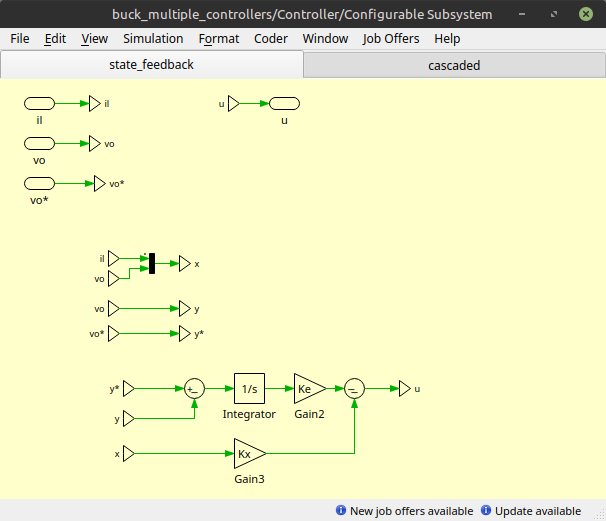 buck_multiple_controllers/Controller/Configurable Subsystem
File Edit View Simulation Format Coder Window Job Offers Help
state_feedback cascaded
il il u u
vo vo
vo* vo*
il
x
vo
vo y
vo* y*
y* +- 1/s Ke -- u
Integrator Gain2
y
x Kx
Gain3
New job offers available Update available